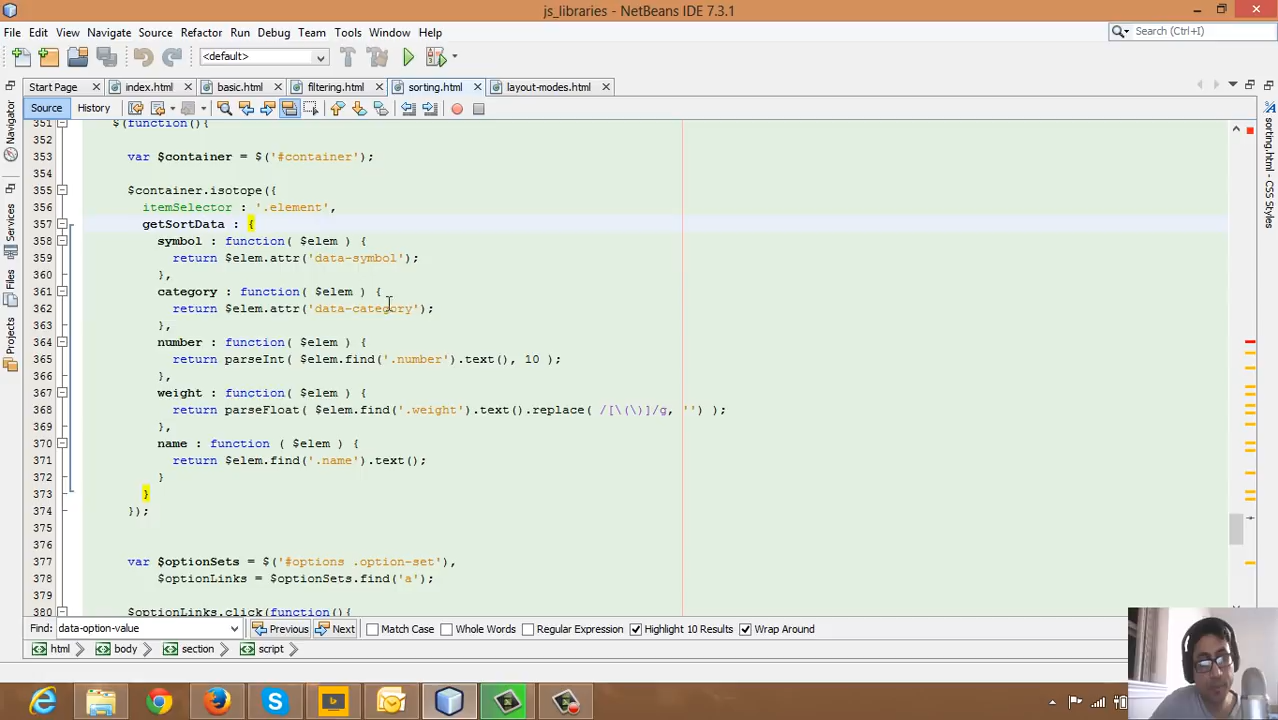 js_libraries - NetBeans IDE 7.3.1
File Edit View Navigate Source Refactor Run Debug Team Tools Window Help
Search (Ctrl+I)
<default>
Start Page index.html basic.html filtering.html sorting.html layout-modes.html
Source History
Navigator
Services
Files
Projects
sorting.html - CSS Styles
351 $(function(){
352
353 var $container = $('#container');
354
355 $container.isotope({
356 itemSelector : '.element',
357 getSortData : {
358 symbol : function( $elem ) {
359 return $elem.attr('data-symbol');
360 },
361 category : function( $elem ) {
362 return $elem.attr('data-category');
363 },
364 number : function( $elem ) {
365 return parseInt( $elem.find('.number').text(), 10 );
366 },
367 weight : function( $elem ) {
368 return parseFloat( $elem.find('.weight').text().replace( /[\(\)]/g, '') );
369 },
370 name : function ( $elem ) {
371 return $elem.find('.name').text();
372 }
373 }
374 });
375
376
377 var $optionSets = $('#options .option-set'),
378 $optionLinks = $optionSets.find('a');
379
380 $optionLinks.click(function(){
Find: data-option-value Previous Next Match Case Whole Words Regular Expression Highlight 10 Results Wrap Around
html body section script